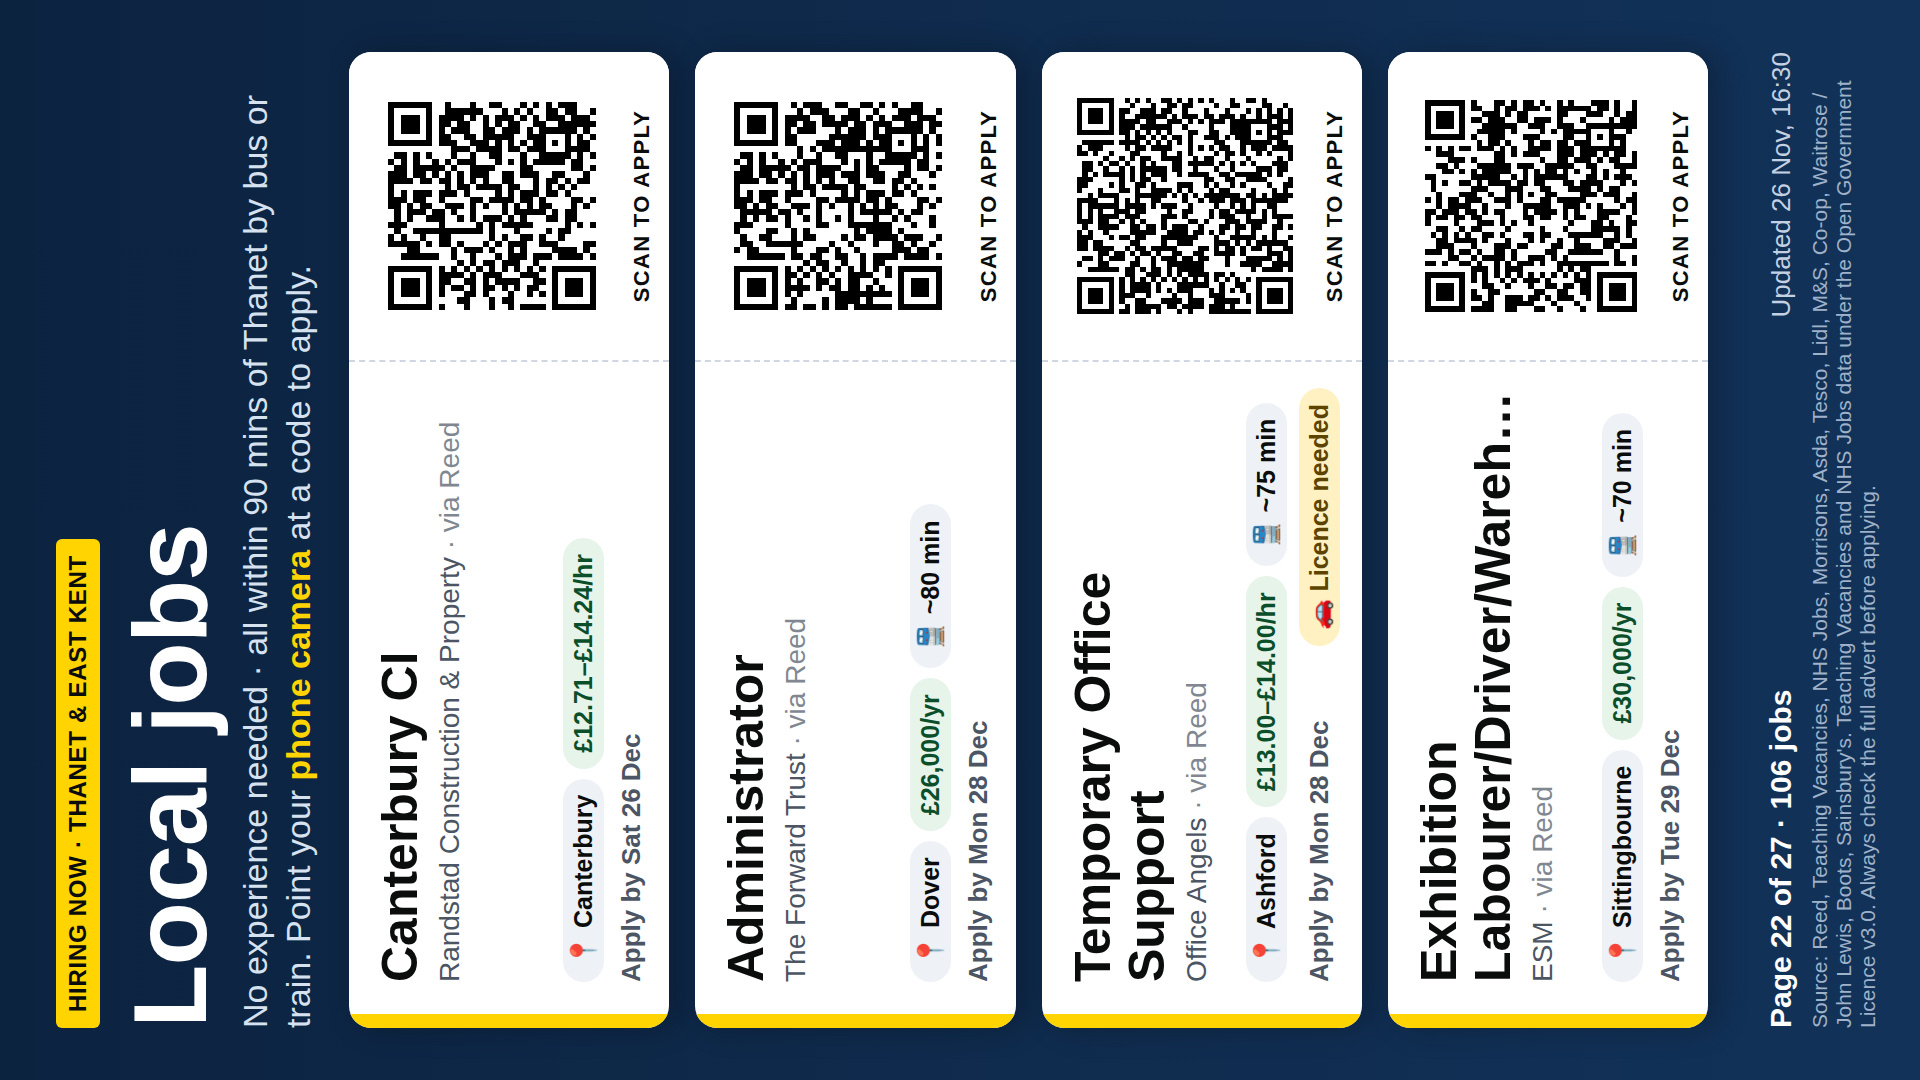 HIRING NOW · THANET & EAST KENT
Local jobs
No experience needed · all within 90 mins of Thanet by bus or
train. Point your phone camera at a code to apply.
Canterbury CI
Randstad Construction & Property · via Reed
📍 Canterbury
£12.71–£14.24/hr
Apply by Sat 26 Dec
SCAN TO APPLY
Administrator
The Forward Trust · via Reed
📍 Dover
£26,000/yr
🚆 ~80 min
Apply by Mon 28 Dec
SCAN TO APPLY
Temporary Office
Support
Office Angels · via Reed
📍 Ashford
£13.00–£14.00/hr
🚆 ~75 min
Apply by Mon 28 Dec
🚗 Licence needed
SCAN TO APPLY
Exhibition
Labourer/Driver/Wareh…
ESM · via Reed
📍 Sittingbourne
£30,000/yr
🚆 ~70 min
Apply by Tue 29 Dec
SCAN TO APPLY
Page 22 of 27 · 106 jobs
Updated 26 Nov, 16:30
Source: Reed, Teaching Vacancies, NHS Jobs, Morrisons, Asda, Tesco, Lidl, M&S, Co-op, Waitrose /
John Lewis, Boots, Sainsbury's. Teaching Vacancies and NHS Jobs data under the Open Government
Licence v3.0. Always check the full advert before applying.